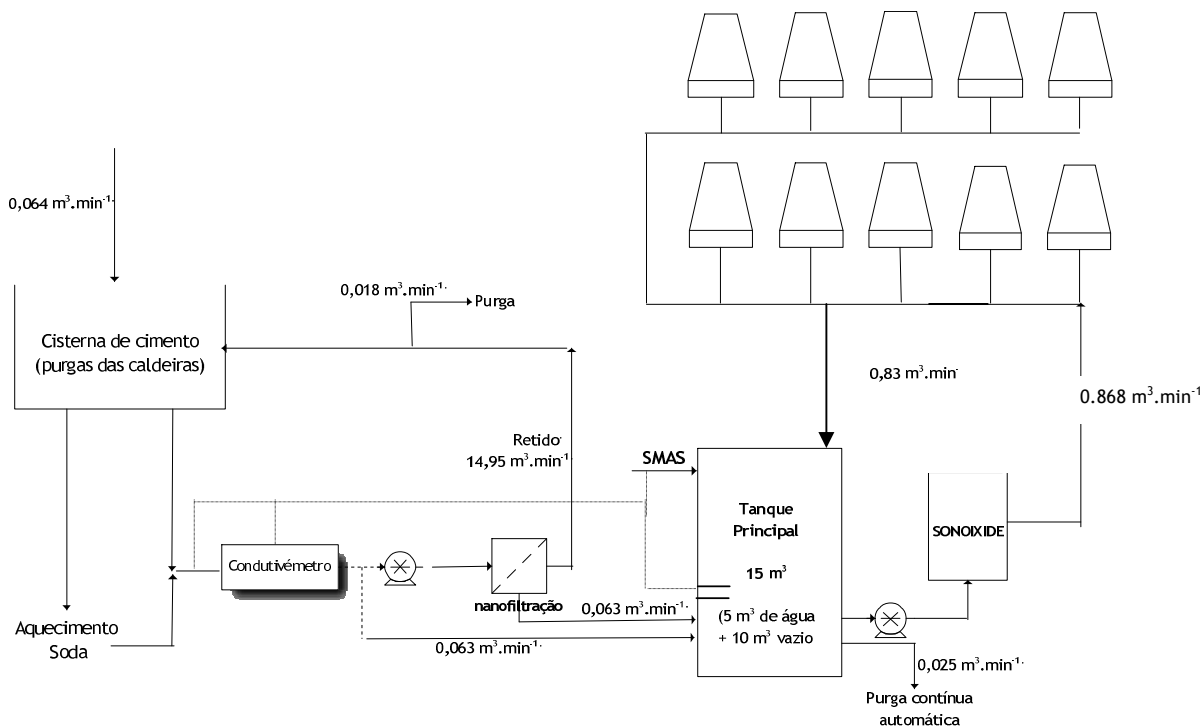 0,064 m³.min⁻¹.
0,018 m³.min⁻¹.
Purga
Cisterna de cimento
(purgas das caldeiras)
0,83 m³.min⁻
0.868 m³.min⁻¹
Retido
14,95 m³.min⁻¹.
SMAS
Tanque
Principal
15 m³
(5 m³ de água
+ 10 m³ vazio
SONOIXIDE
Condutivémetro
nanofiltração
0,063 m³.min⁻¹.
0,063 m³.min⁻¹.
Aquecimento
Soda
0,025 m³.min⁻¹.
Purga contínua
automática